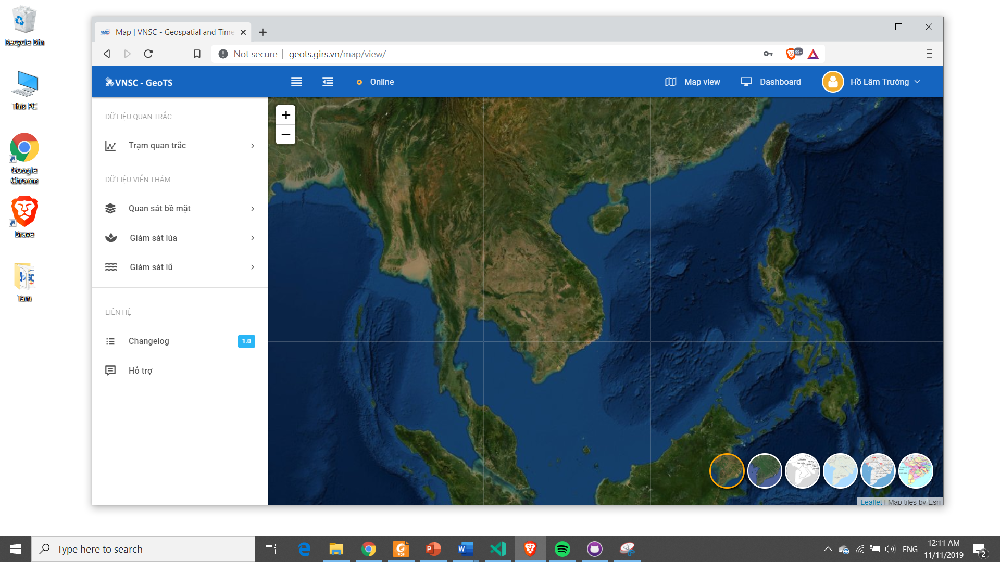 Recycle Bin
This PC
Google
Chrome
Brave
Tam
Map | VNSC - Geospatial and Time
Not secure | geots.girs.vn/map/view/
99+
VNSC - GeoTS
Online
Map view
Dashboard
Hồ Lâm Trường
DỮ LIỆU QUAN TRẮC
Trạm quan trắc
DỮ LIỆU VIỄN THÁM
Quan sát bề mặt
Giám sát lúa
Giám sát lũ
LIÊN HỆ
Changelog
1.0
Hỗ trợ
+
−
Leaflet | Map tiles by Esri
Type here to search
ENG
12:11 AM
11/11/2019
2